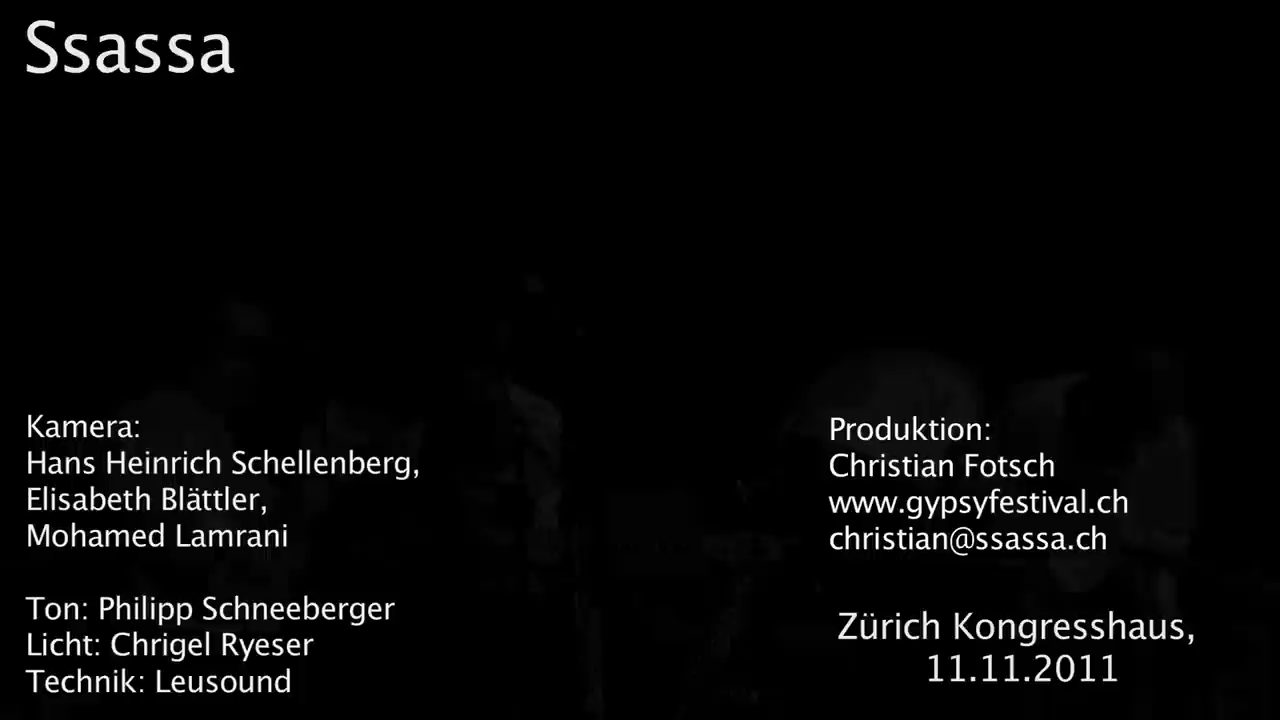 Ssassa
Kamera:
Hans Heinrich Schellenberg,
Elisabeth Blättler,
Mohamed Lamrani
Ton: Philipp Schneeberger
Licht: Chrigel Ryeser
Technik: Leusound
Produktion:
Christian Fotsch
www.gypsyfestival.ch
christian@ssassa.ch
Zürich Kongresshaus,
11.11.2011